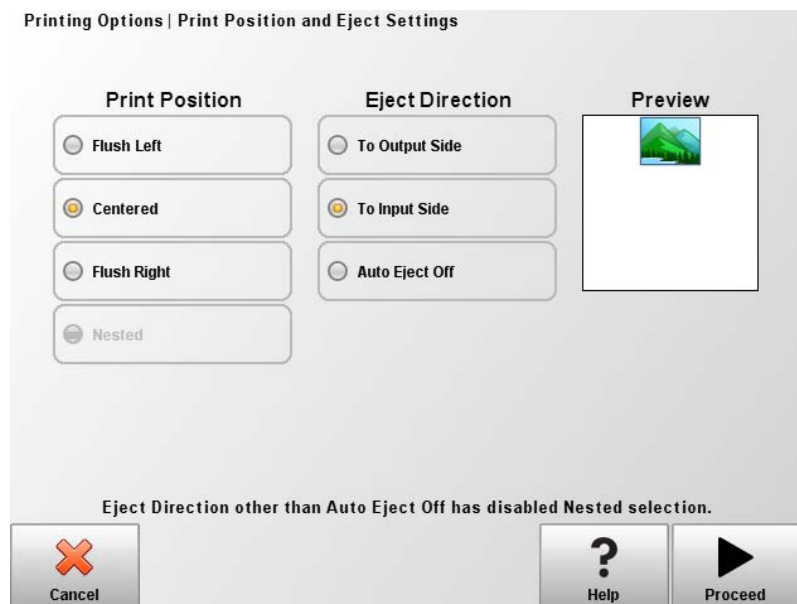 Printing Options | Print Position and Eject Settings
Print Position
Flush Left
Centered
Flush Right
Nested
Eject Direction
To Output Side
To Input Side
Auto Eject Off
Preview
Eject Direction other than Auto Eject Off has disabled Nested selection.
Cancel
?
Help
Proceed